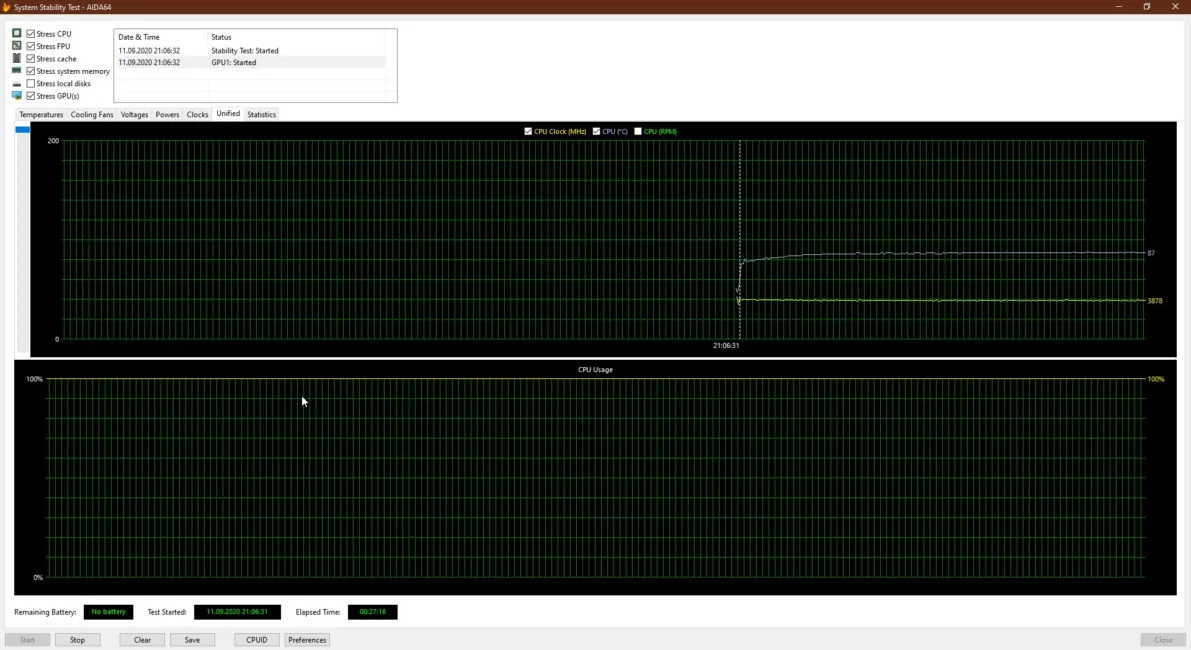 System Stability Test - AIDA64
Stress CPU
Stress FPU
Stress cache
Stress system memory
Stress local disks
Stress GPU(s)
Date & Time Status
11.09.2020 21:06:32 Stability Test: Started
11.09.2020 21:06:32 GPU1: Started
Temperatures Cooling Fans Voltages Powers Clocks Unified Statistics
CPU Clock (MHz) CPU (°C) CPU (RPM)
200
87
3878
0
21:06:31
CPU Usage
100% 100%
0%
Remaining Battery: No battery Test Started: 11.09.2020 21:06:31 Elapsed Time: 00:27:16
Start Stop Clear Save CPUID Preferences Close